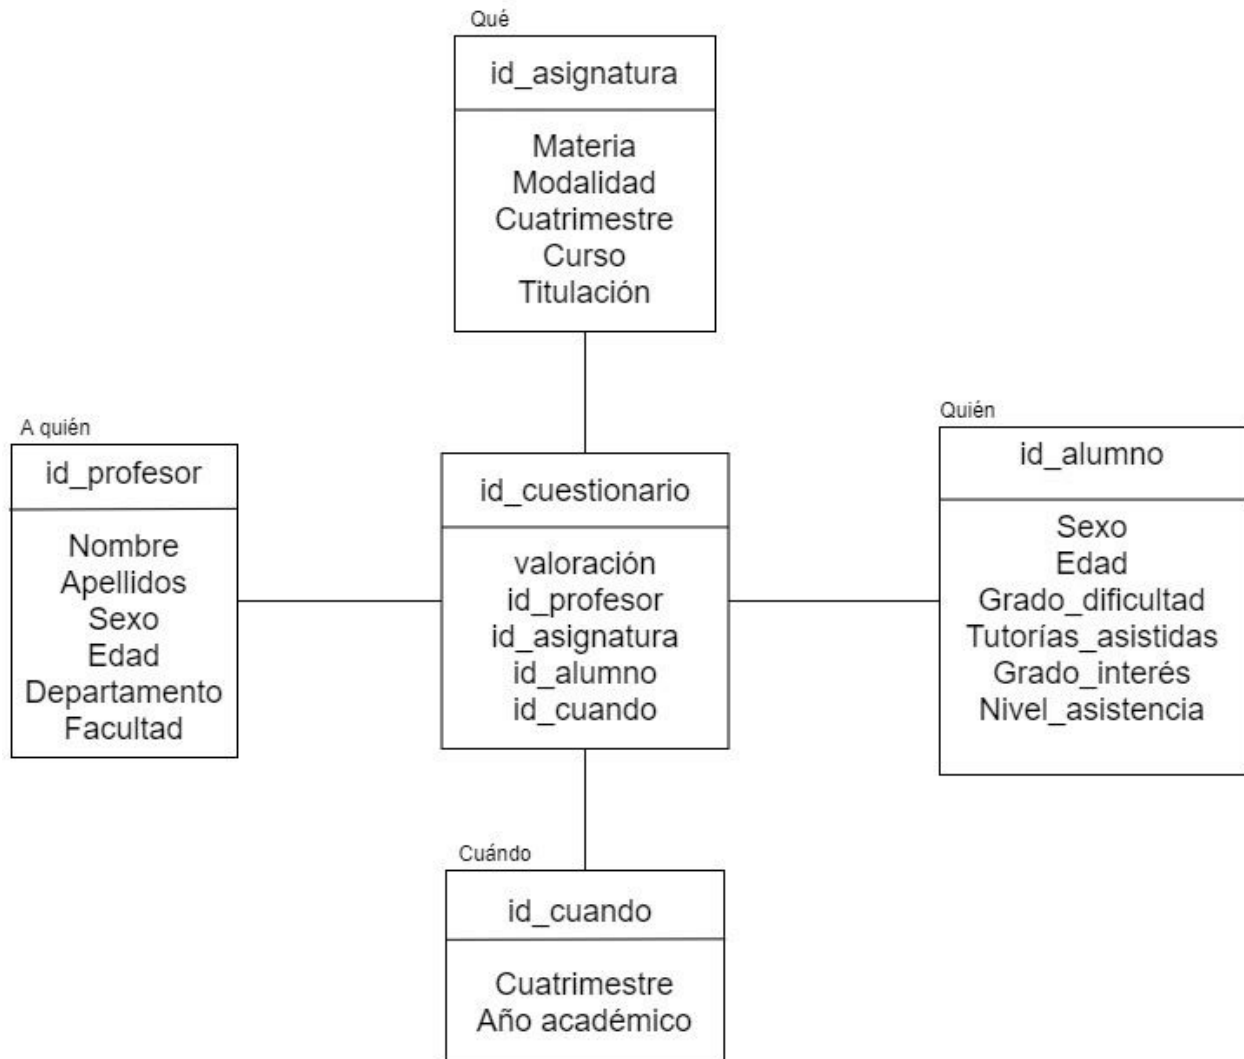 Qué
id_asignatura
Materia
Modalidad
Cuatrimestre
Curso
Titulación
A quién
id_profesor
Nombre
Apellidos
Sexo
Edad
Departamento
Facultad
id_cuestionario
valoración
id_profesor
id_asignatura
id_alumno
id_cuando
Quién
id_alumno
Sexo
Edad
Grado_dificultad
Tutorías_asistidas
Grado_interés
Nivel_asistencia
Cuándo
id_cuando
Cuatrimestre
Año académico